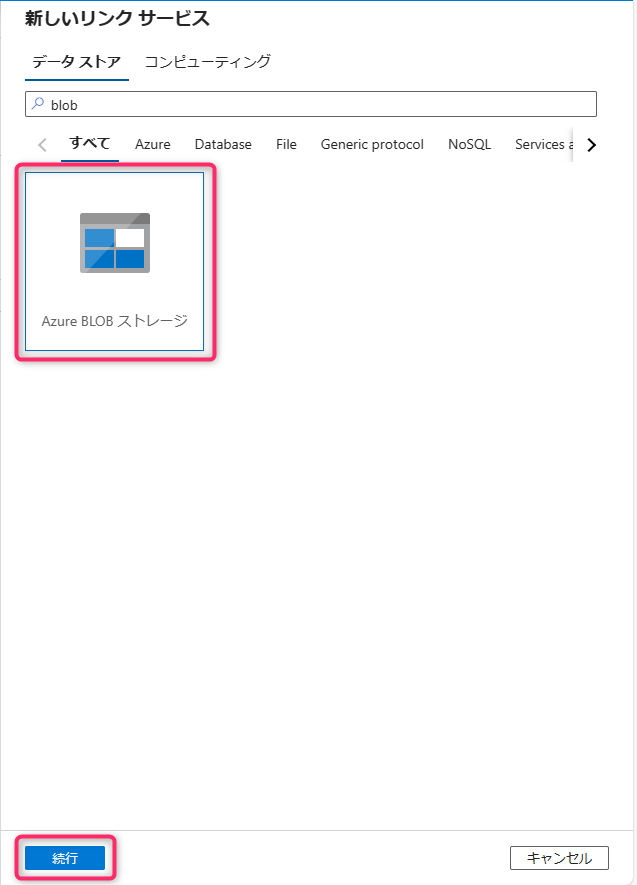 新しいリンク サービス
データ ストア コンピューティング
blob
すべて Azure Database File Generic protocol NoSQL Services a
Azure BLOB ストレージ
続行 キャンセル